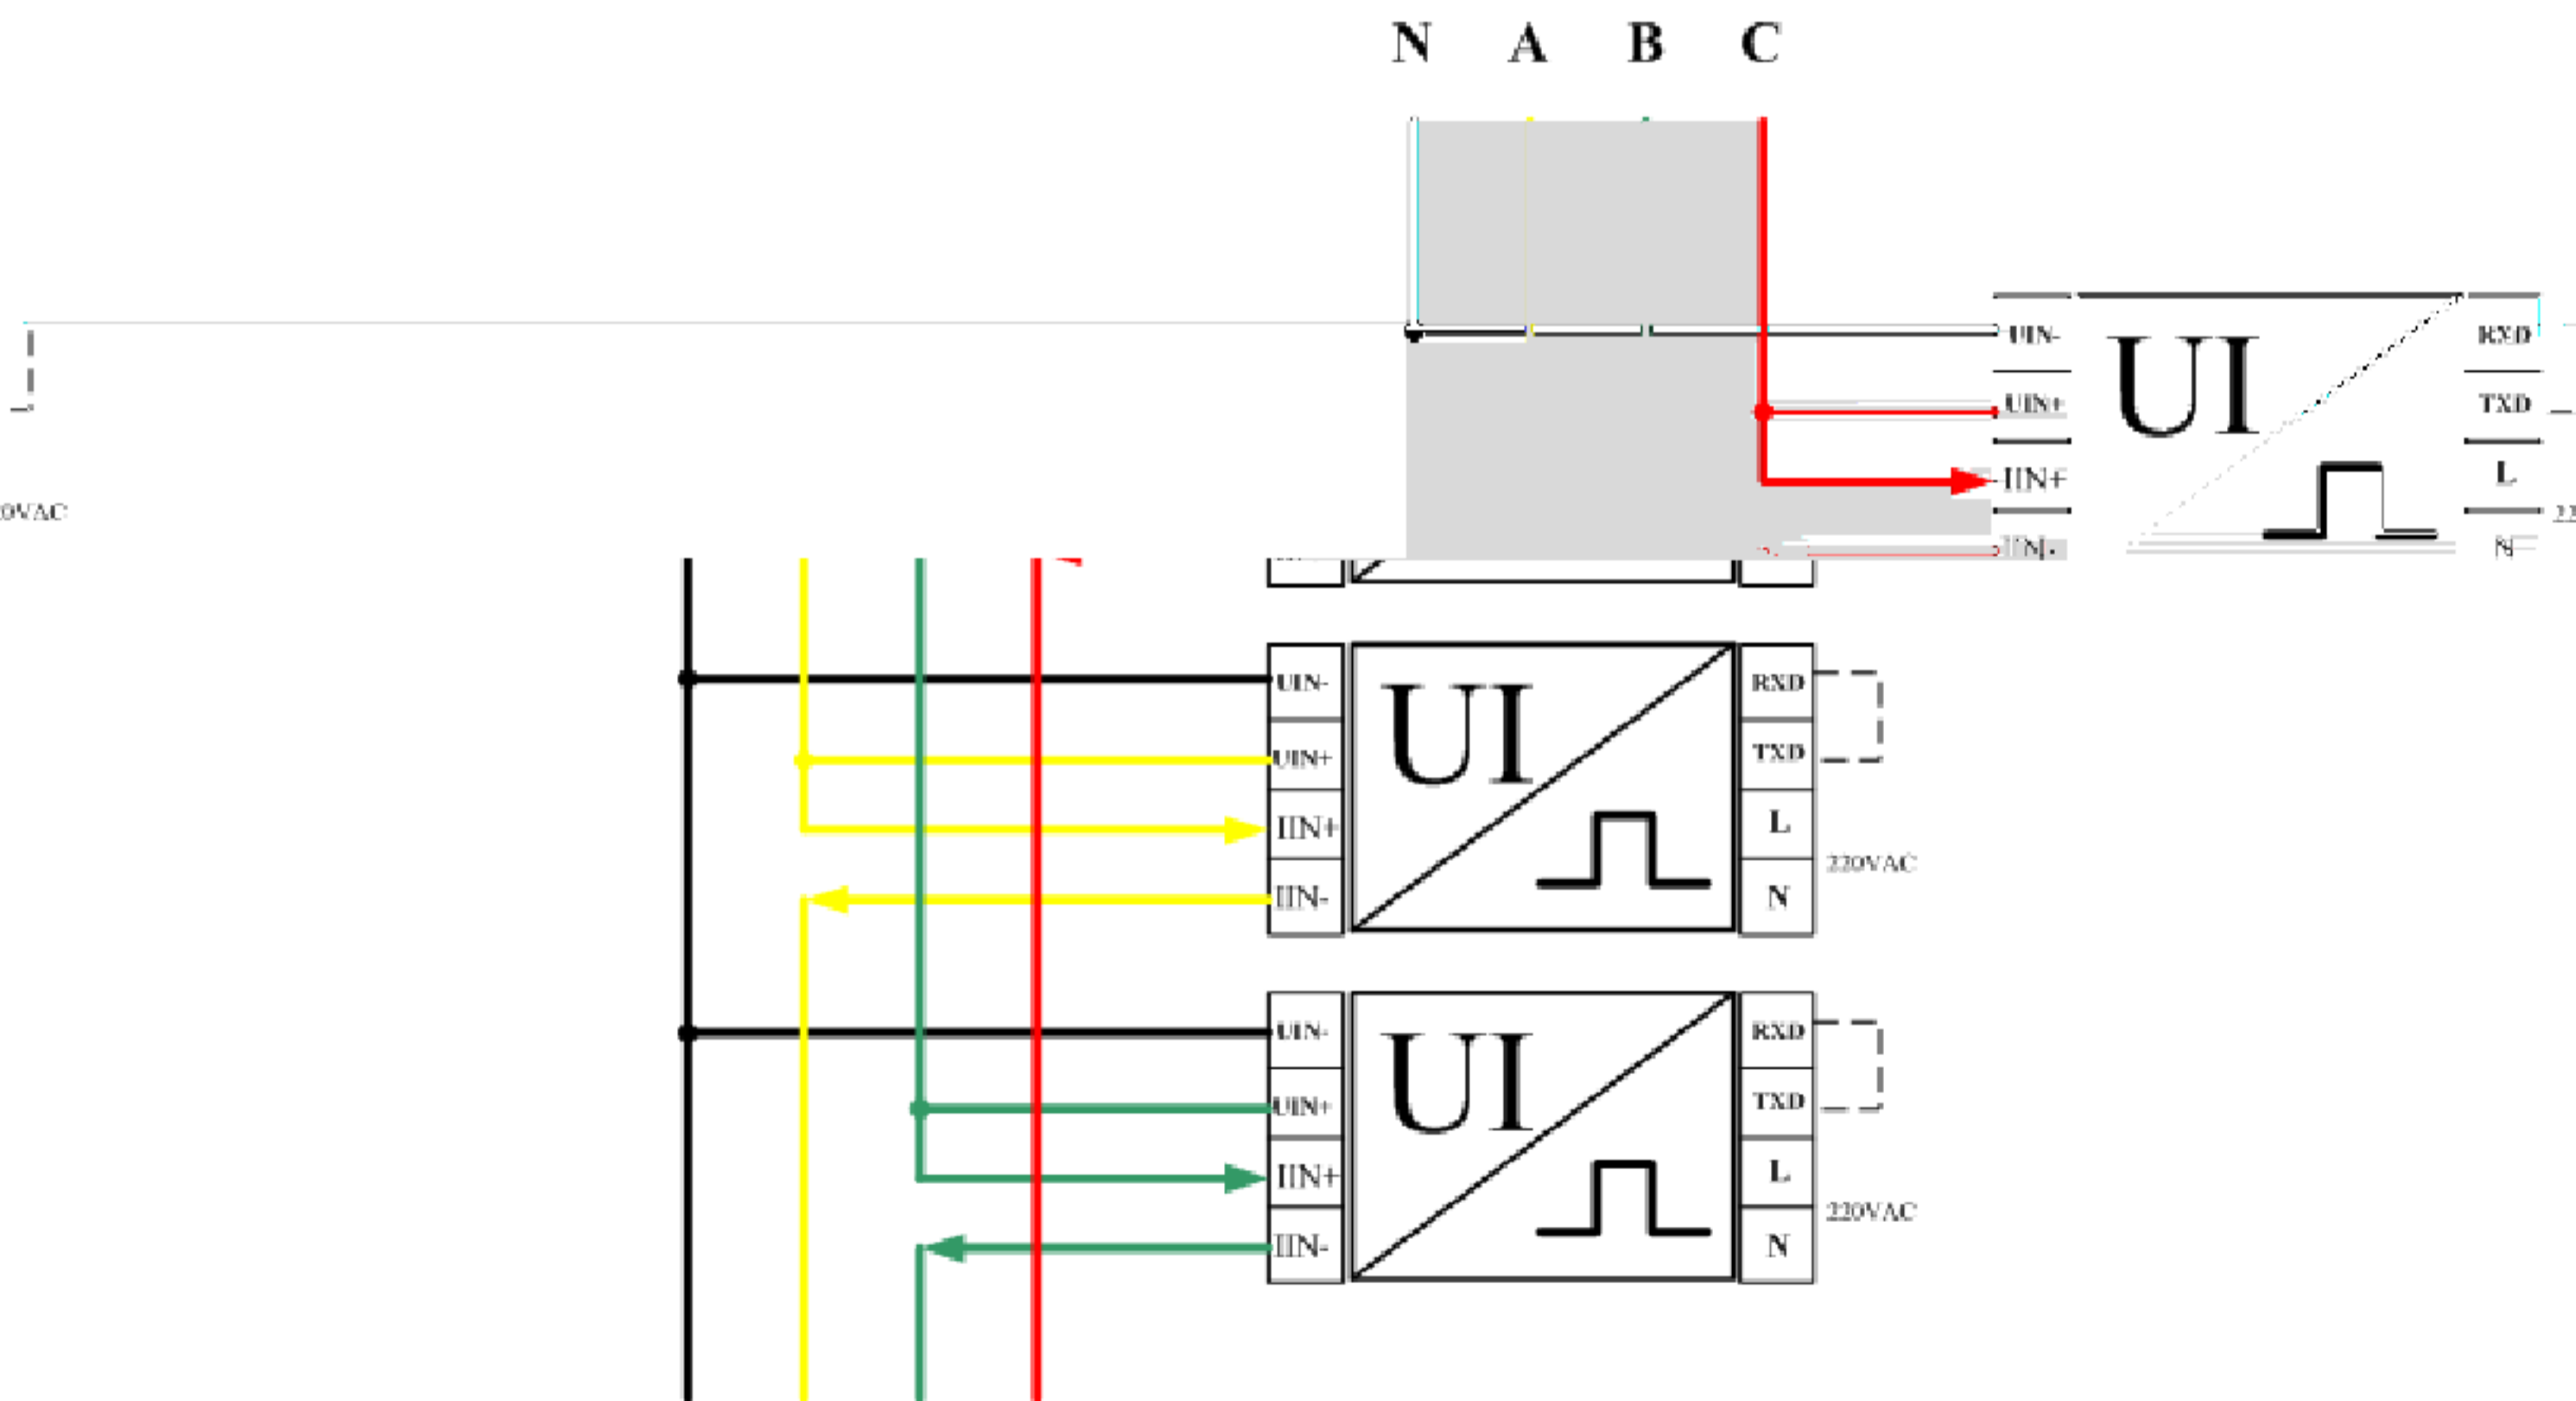 N A B C
UIN- UI RXD
UIN+ TXD
IIN+ L
0VAC
N
UIN- UI RXD
UIN+ TXD
IIN+ L
220VAC
IIN- N
UIN- UI RXD
UIN+ TXD
IIN+ L
220VAC
IIN- N